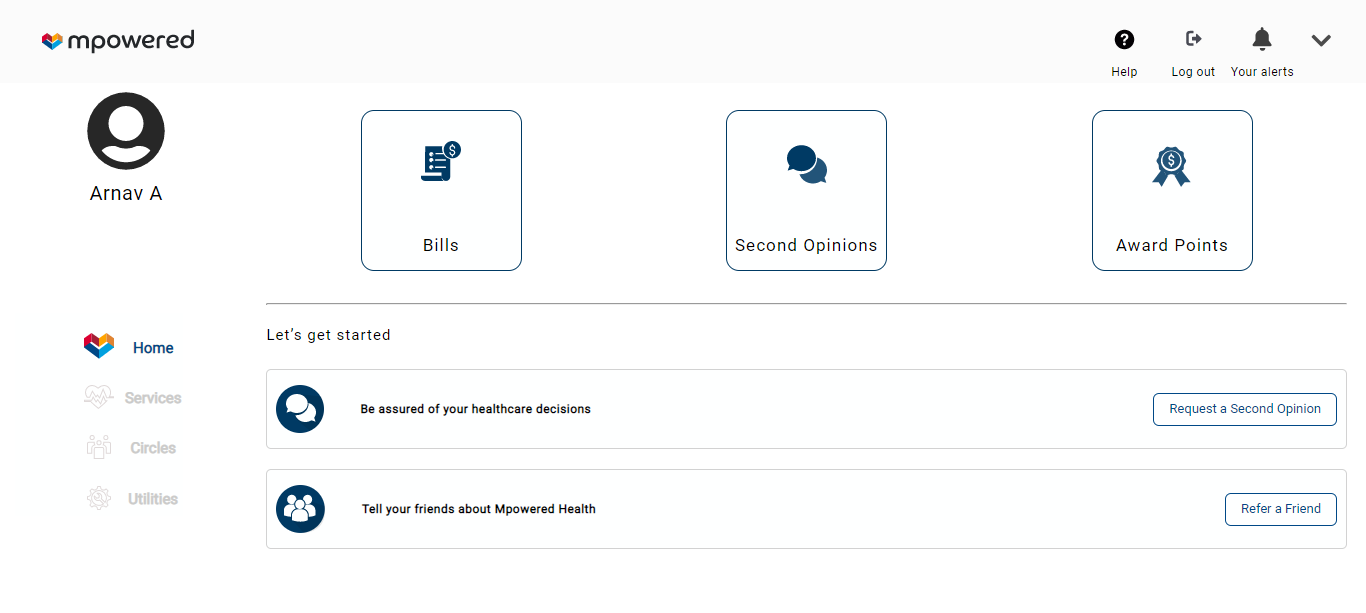 mpowered
Help
Log out
Your alerts
Arnav A
Bills
Second Opinions
Award Points
Home
Services
Circles
Utilities
Let's get started
Be assured of your healthcare decisions
Request a Second Opinion
Tell your friends about Mpowered Health
Refer a Friend